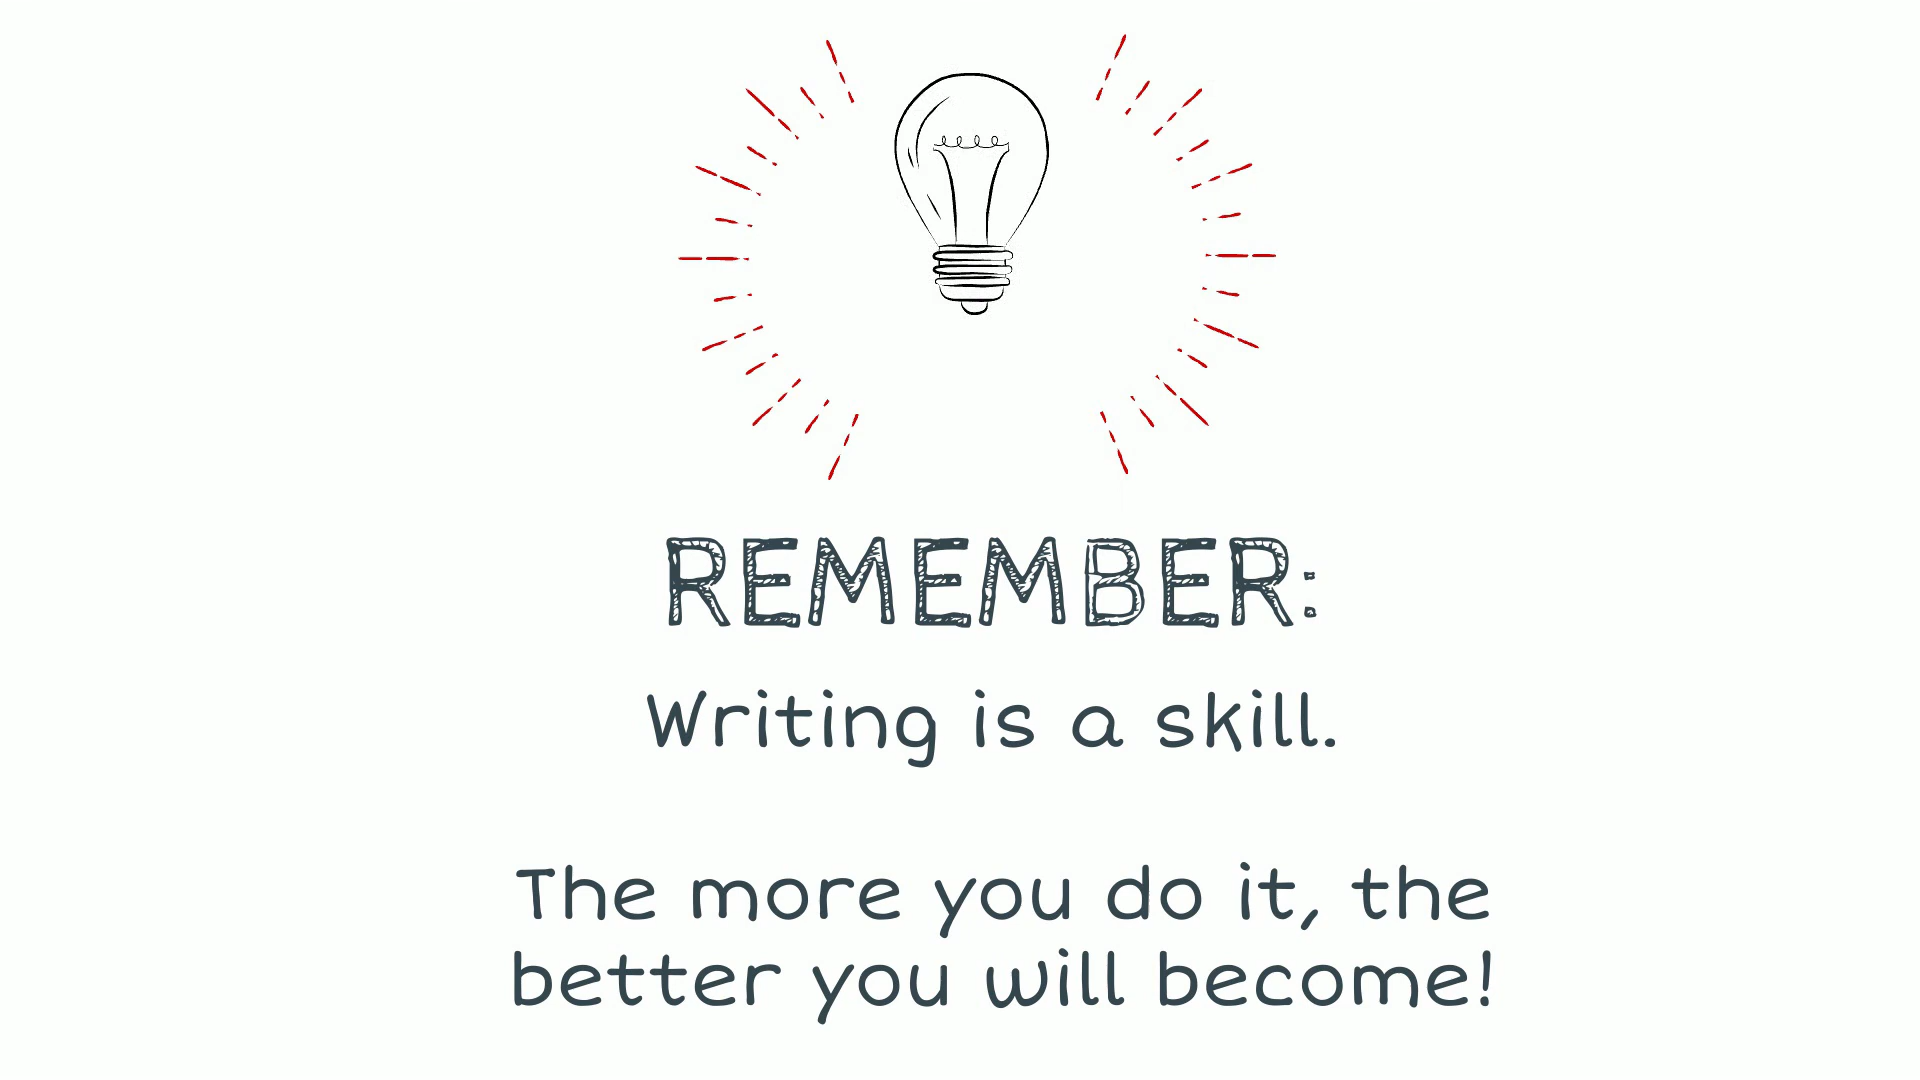 REMEMBER:
Writing is a skill.
The more you do it, the
better you will become!